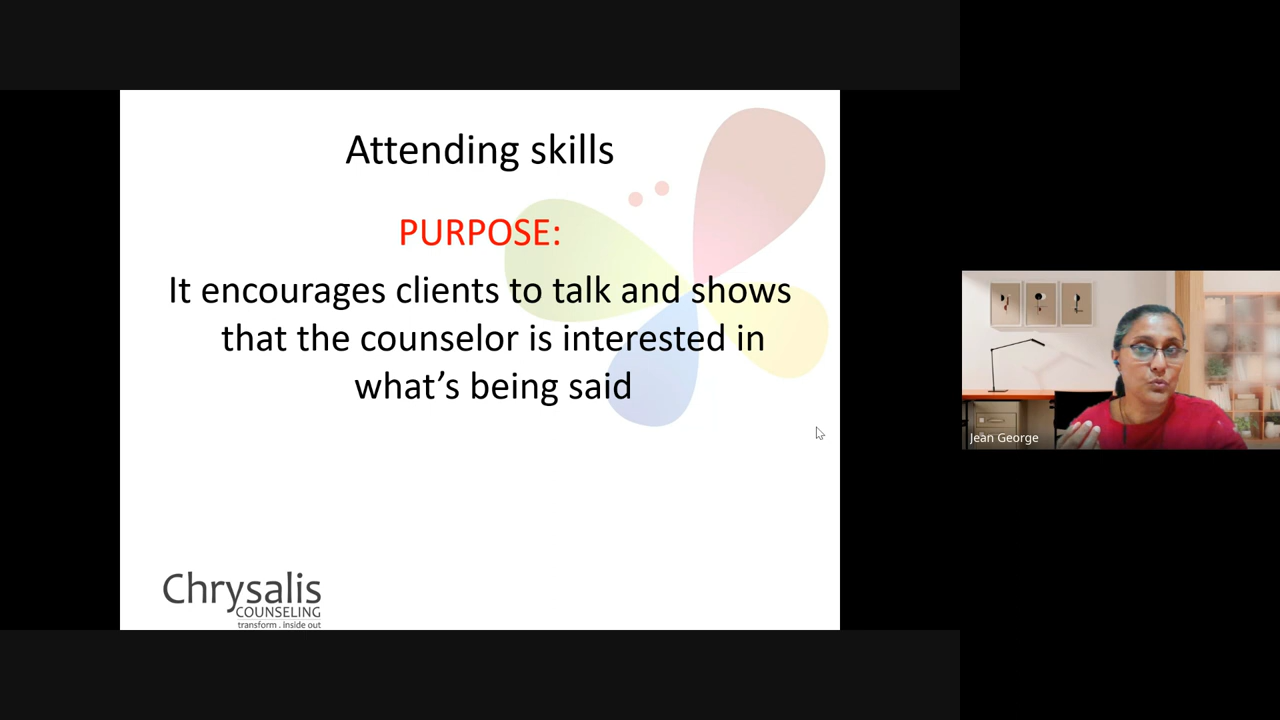 Attending skills
PURPOSE:
It encourages clients to talk and shows
that the counselor is interested in
what’s being said
Chrysalis
COUNSELING
transform . inside out
Jean George